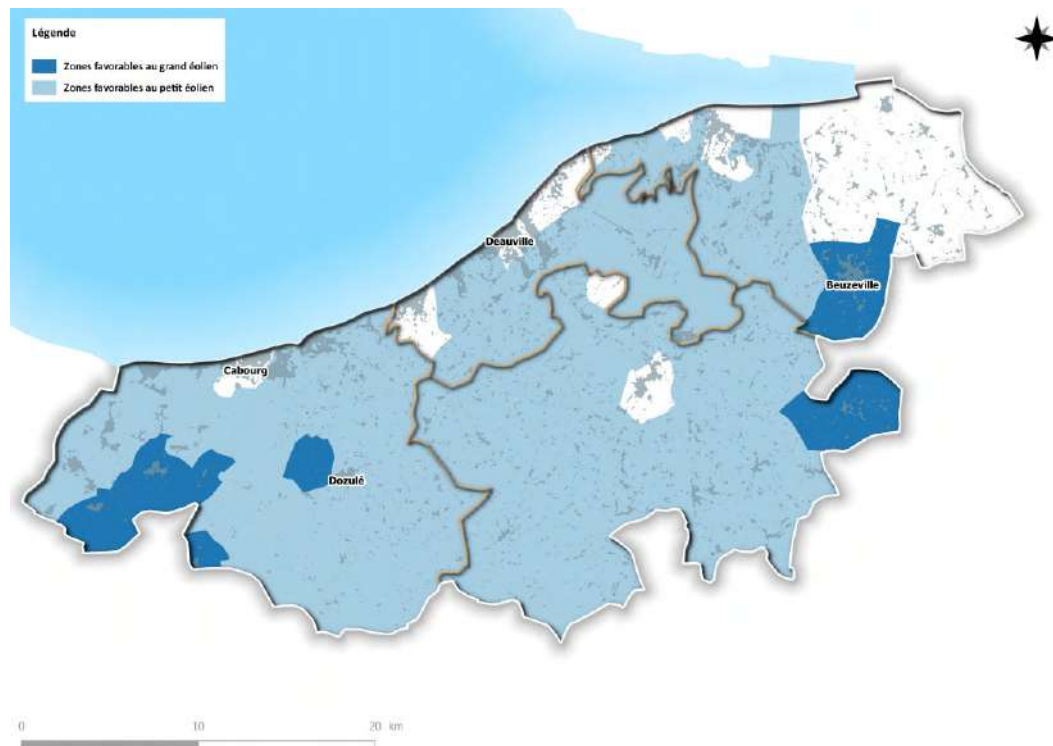 Légende
Zones favorables au grand éolien
Zones favorables au petit éolien
Deauville
Beuzeville
Cabourg
Dozulé
0 10 20 km